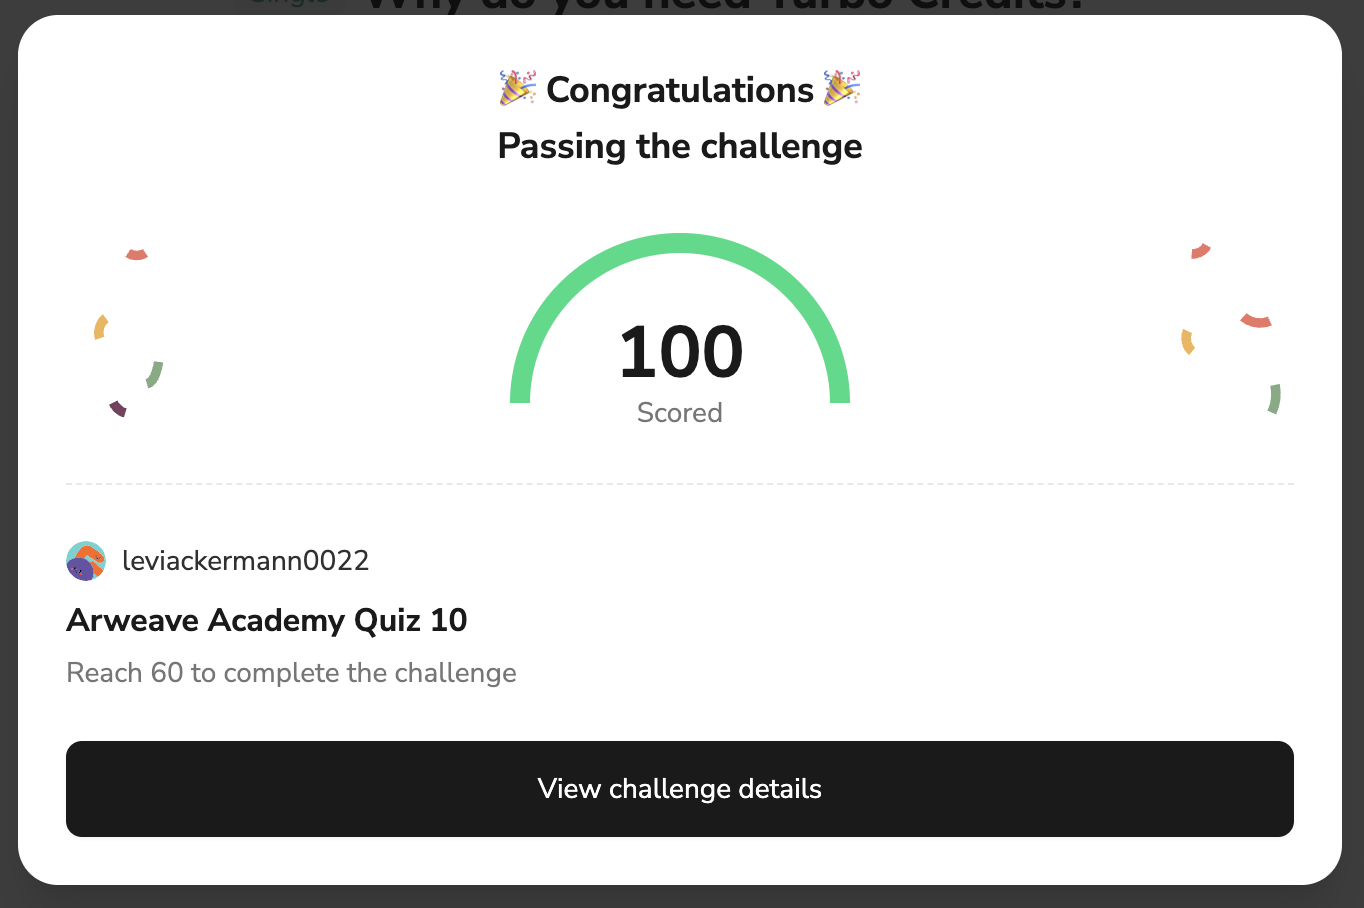 Why do you need Turbo Credits?
🎉 Congratulations 🎉
Passing the challenge
100
Scored
leviackermann0022
Arweave Academy Quiz 10
Reach 60 to complete the challenge
View challenge details